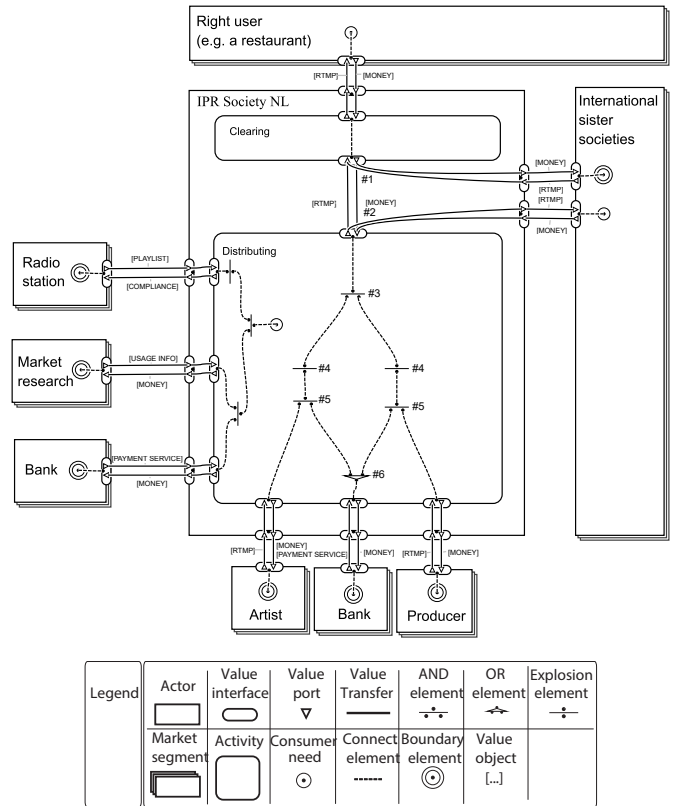 Right user
(e.g. a restaurant)
[RTMP] [MONEY]
IPR Society NL
International
sister
societies
Clearing
[MONEY]
#1
[RTMP]
[RTMP] [MONEY]
[RTMP]
#2
[MONEY]
Distributing
Radio
station
[PLAYLIST]
[COMPLIANCE]
#3
Market
research
[USAGE INFO]
[MONEY]
#4 #4
#5 #5
Bank
[PAYMENT SERVICE]
[MONEY]
#6
[RTMP] [MONEY]
[PAYMENT SERVICE] [MONEY] [RTMP] [MONEY]
Artist Bank Producer
Legend
Actor
Value
interface
Value
port
Value
Transfer
AND
element
OR
element
Explosion
element
Market
segment
Activity
Consumer
need
Connect
element
Boundary
element
Value
object
[...]